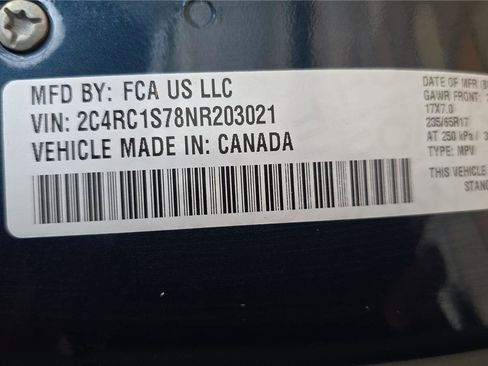 MFD BY: FCA US LLC
VIN: 2C4RC1S78NR203021
VEHICLE MADE IN: CANADA
DATE OF MFR
GAWR FRONT:
17X7.0
235/65R17
AT 250 kPa /
TYPE: MPV
THIS VEHICLE
STAN